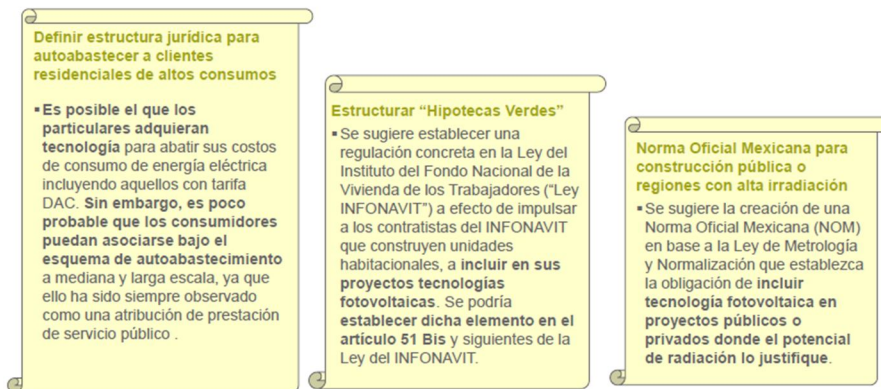 Definir estructura jurídica para
autoabastecer a clientes
residenciales de altos consumos
▪ Es posible el que los
particulares adquieran
tecnología para abatir sus costos
de consumo de energía eléctrica
incluyendo aquellos con tarifa
DAC. Sin embargo, es poco
probable que los consumidores
puedan asociarse bajo el
esquema de autoabastecimiento
a mediana y larga escala, ya que
ello ha sido siempre observado
como una atribución de prestación
de servicio público .
Estructurar “Hipotecas Verdes”
▪ Se sugiere establecer una
regulación concreta en la Ley del
Instituto del Fondo Nacional de la
Vivienda de los Trabajadores (“Ley
INFONAVIT”) a efecto de impulsar
a los contratistas del INFONAVIT
que construyen unidades
habitacionales, a incluir en sus
proyectos tecnologías
fotovoltaicas. Se podría
establecer dicha elemento en el
artículo 51 Bis y siguientes de la
Ley del INFONAVIT.
Norma Oficial Mexicana para
construcción pública o
regiones con alta irradiación
▪ Se sugiere la creación de una
Norma Oficial Mexicana (NOM)
en base a la Ley de Metrología
y Normalización que establezca
la obligación de incluir
tecnología fotovoltaica en
proyectos públicos o
privados donde el potencial
de radiación lo justifique.